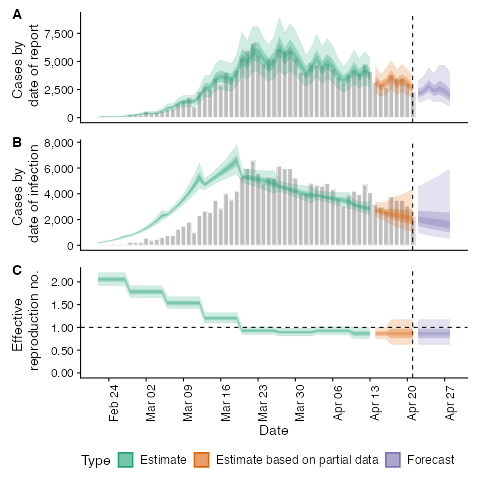 A
Cases by
date of report
7,500
5,000
2,500
0
B
Cases by
date of infection
8,000
6,000
4,000
2,000
0
C
Effective
reproduction no.
2.00
1.50
1.00
0.50
0.00
Feb 24
Mar 02
Mar 09
Mar 16
Mar 23
Mar 30
Apr 06
Apr 13
Apr 20
Apr 27
Date
Type Estimate Estimate based on partial data Forecast